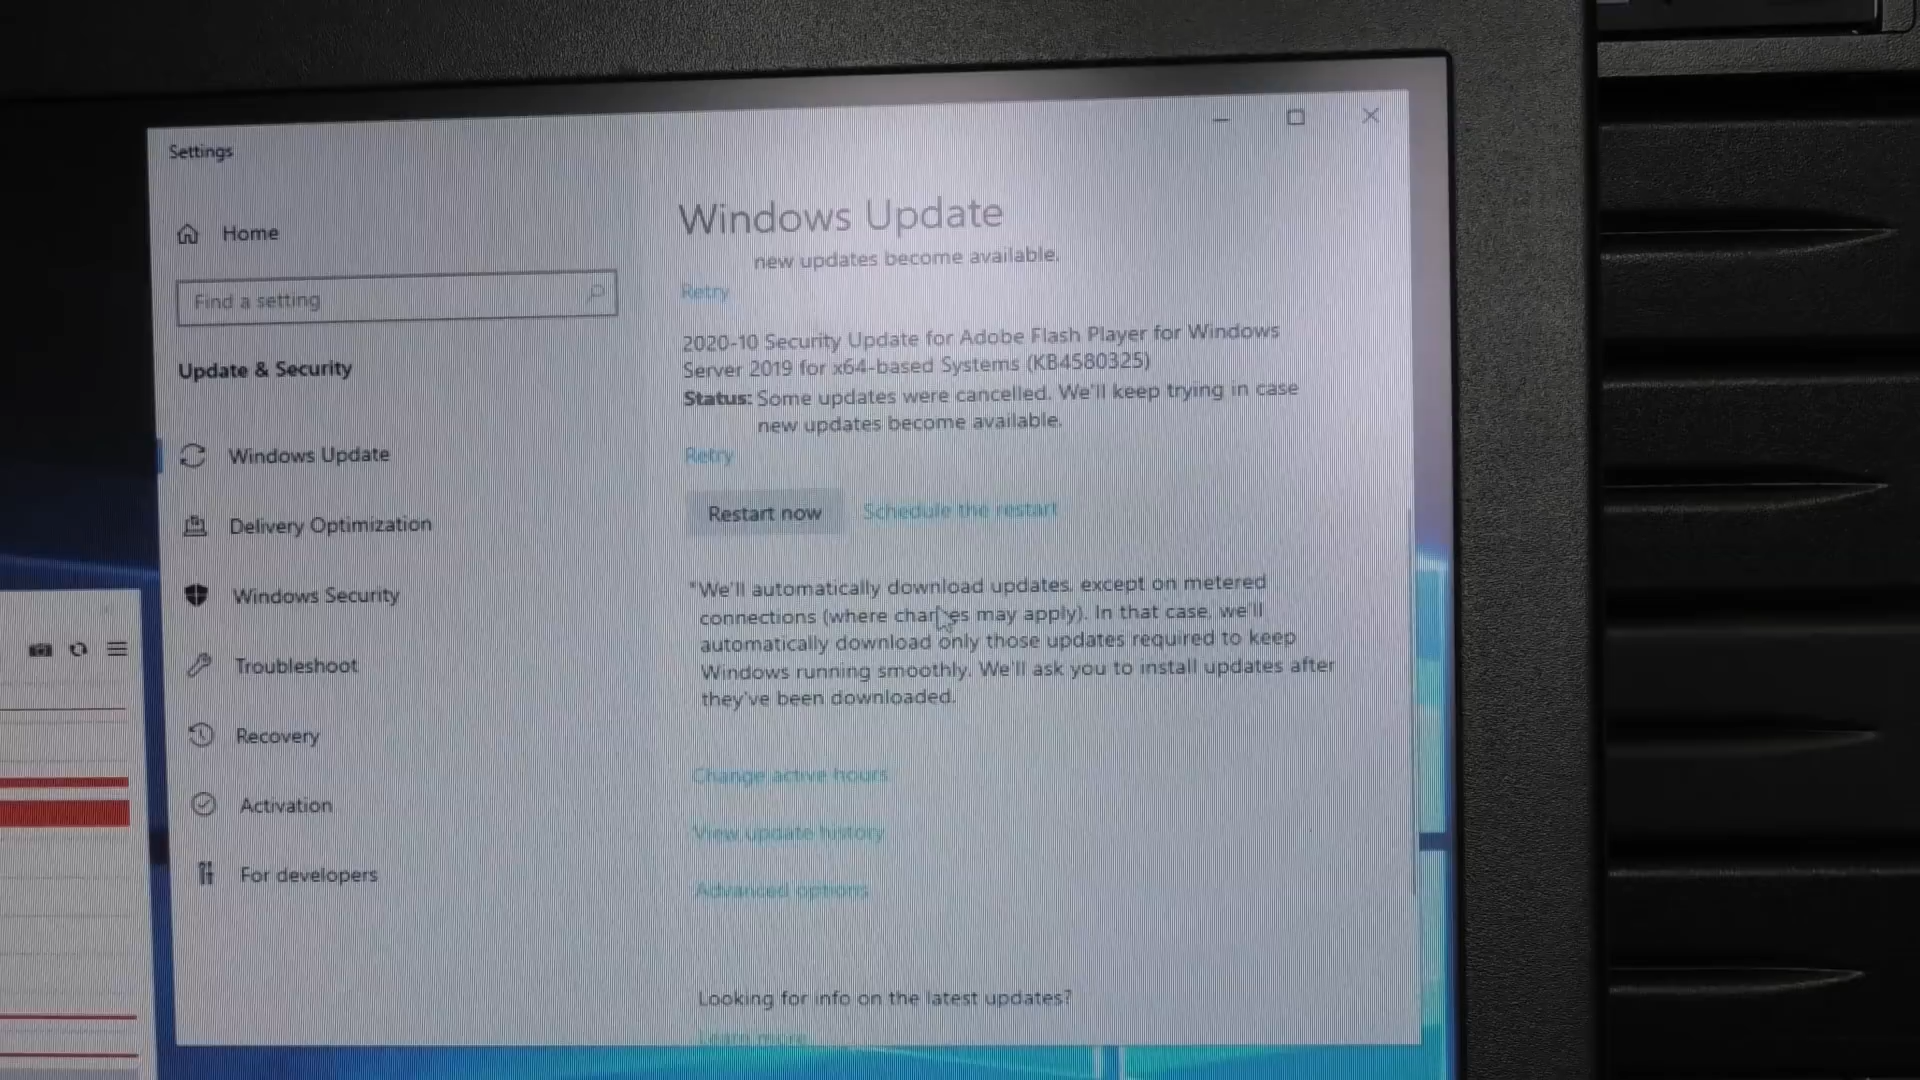 Settings
Home
Find a setting
Update & Security
Windows Update
Delivery Optimization
Windows Security
Troubleshoot
Recovery
Activation
For developers
Windows Update
new updates become available.
Retry
2020-10 Security Update for Adobe Flash Player for Windows
Server 2019 for x64-based Systems (KB4580325)
Status: Some updates were cancelled. We'll keep trying in case
new updates become available.
Retry
Restart now
Schedule the restart
*We'll automatically download updates, except on metered
connections (where charges may apply). In that case, we'll
automatically download only those updates required to keep
Windows running smoothly. We'll ask you to install updates after
they've been downloaded.
Change active hours
View update history
Advanced options
Looking for info on the latest updates?
Learn more